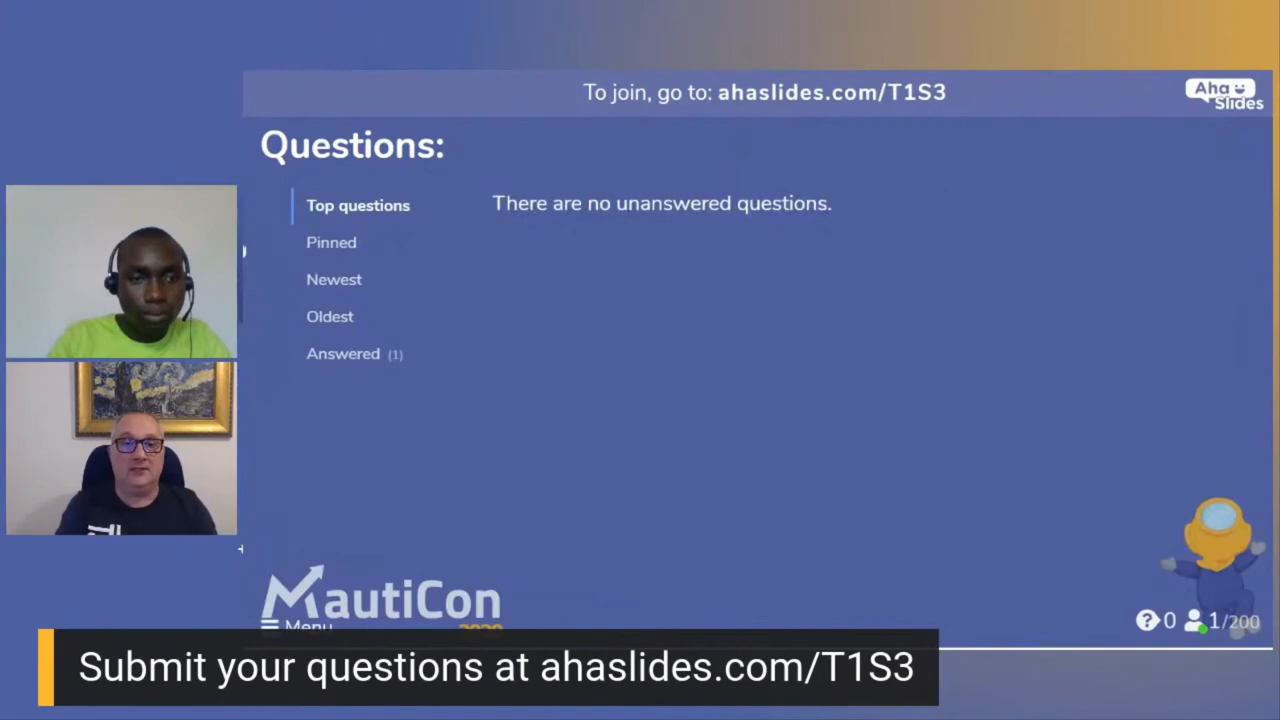 To join, go to: ahaslides.com/T1S3
Aha
Slides
Questions:
Top questions
There are no unanswered questions.
Pinned
Newest
Oldest
Answered (1)
MautiCon
2020
Menu
0 1/200
Submit your questions at ahaslides.com/T1S3